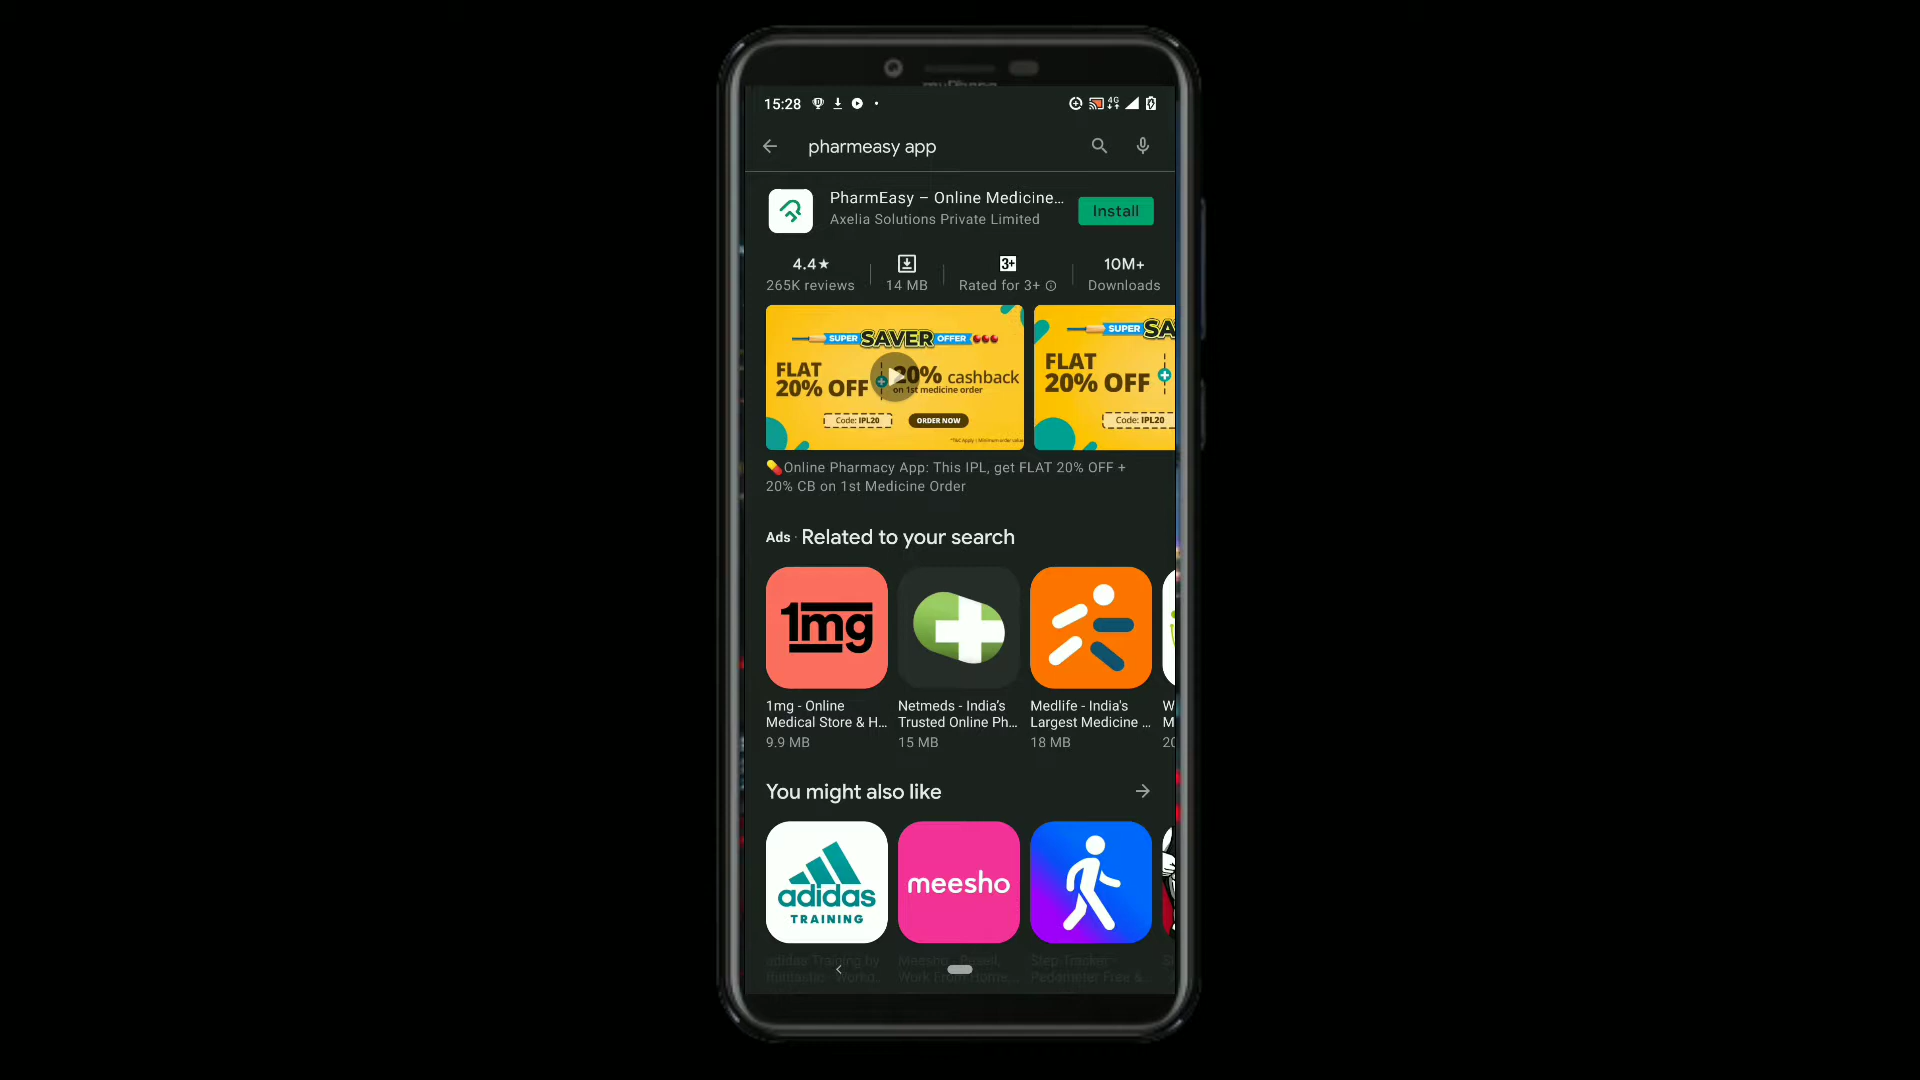 15:28
4G
pharmeasy app
PharmEasy – Online Medicine...
Axelia Solutions Private Limited
Install
4.4★
265K reviews
14 MB
3+
Rated for 3+
10M+
Downloads
SUPER SAVER OFFER
FLAT
20% OFF
20% cashback
on 1st medicine order
Code: IPL20
ORDER NOW
SUPER SA
FLAT
20% OFF
Code: IPL20
Online Pharmacy App: This IPL, get FLAT 20% OFF +
20% CB on 1st Medicine Order
Ads · Related to your search
1mg
1mg - Online
Medical Store & H...
9.9 MB
Netmeds - India's
Trusted Online Ph...
15 MB
Medlife - India's
Largest Medicine ...
18 MB
W
M
20
You might also like
adidas
TRAINING
meesho
adidas Training by
Runtastic - Worko...
Meesho - Resell,
Work From Home,...
Step Tracker -
Pedometer Free &...